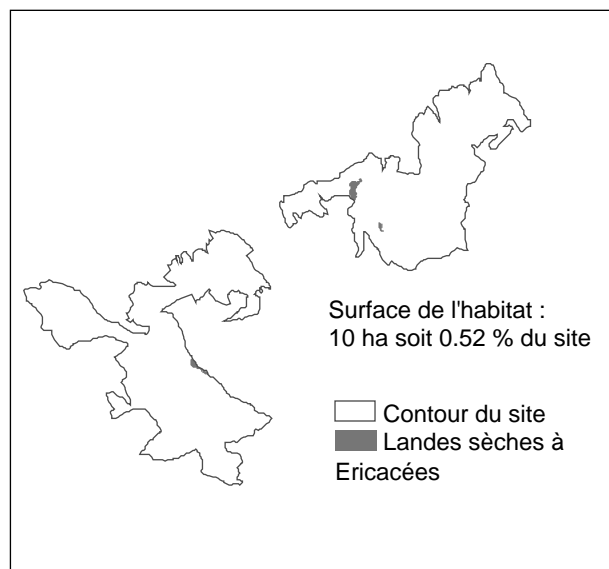 Surface de l'habitat :
10 ha soit 0.52 % du site
Contour du site
Landes sèches à
Ericacées